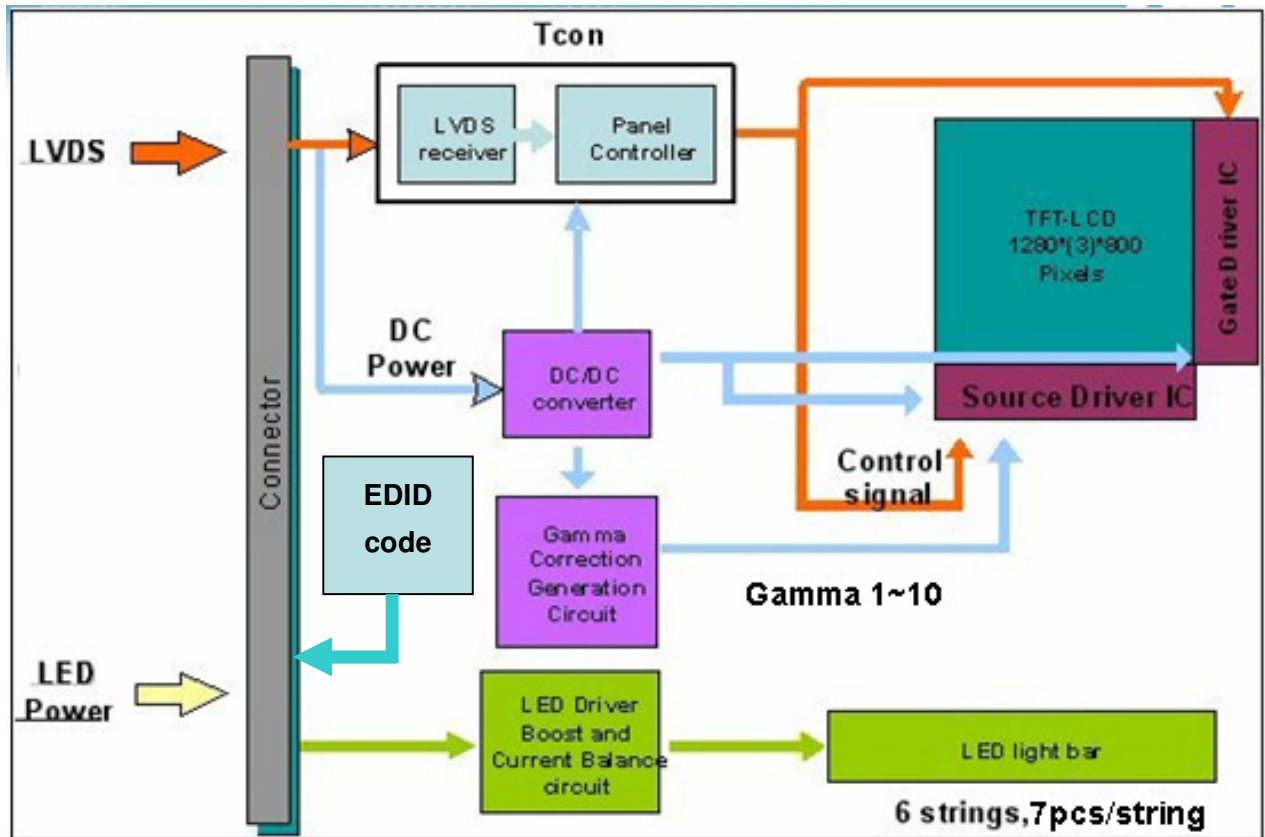 Tcon
LVDS
LVDS
receiver
Panel
Controller
TFT-LCD
1280*(3)*800
Pixels
Gate Driver IC
DC
Power
DC/DC
converter
Source Driver IC
Connector
Control
signal
EDID
code
Gamma
Correction
Generation
Circuit
Gamma 1~10
LED
Power
LED Driver
Boost and
Current Balance
circuit
LED light bar
6 strings,7pcs/string